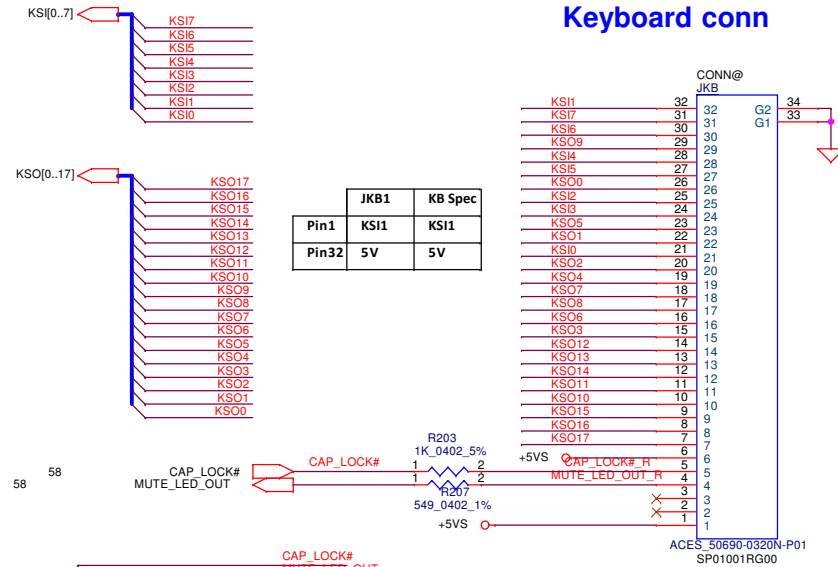 Keyboard conn
KSI[0..7]
KSI7
KSI6
KSI5
KSI4
KSI3
KSI2
KSI1
KSI0
KSO[0..17]
KSO17
KSO16
KSO15
KSO14
KSO13
KSO12
KSO11
KSO10
KSO9
KSO8
KSO7
KSO6
KSO5
KSO4
KSO3
KSO2
KSO1
KSO0
JKB1 KB Spec
Pin1 KSI1 KSI1
Pin32 5V 5V
CONN@
JKB
KSI1 32 32 G2 34
KSI7 31 31 G1 33
KSI6 30 30
KSO9 29 29
KSI4 28 28
KSI5 27 27
KSO0 26 26
KSI2 25 25
KSI3 24 24
KSO5 23 23
KSO1 22 22
KSI0 21 21
KSO2 20 20
KSO4 19 19
KSO7 18 18
KSO8 17 17
KSO6 16 16
KSO3 15 15
KSO12 14 14
KSO13 13 13
KSO14 12 12
KSO11 11 11
KSO10 10 10
KSO15 9 9
KSO16 8 8
KSO17 7 7
+5VS 6 6
R203
1K_0402_5%
58 58 CAP_LOCK# CAP_LOCK# 1 2 CAP_LOCK#_R 5 5
MUTE_LED_OUT 1 2 MUTE_LED_OUT_R 4 4
R207
549_0402_1%
3 3
2 2
+5VS 1 1
ACES_50690-0320N-P01
SP01001RG00
CAP_LOCK#
MUTE_LED_OUT